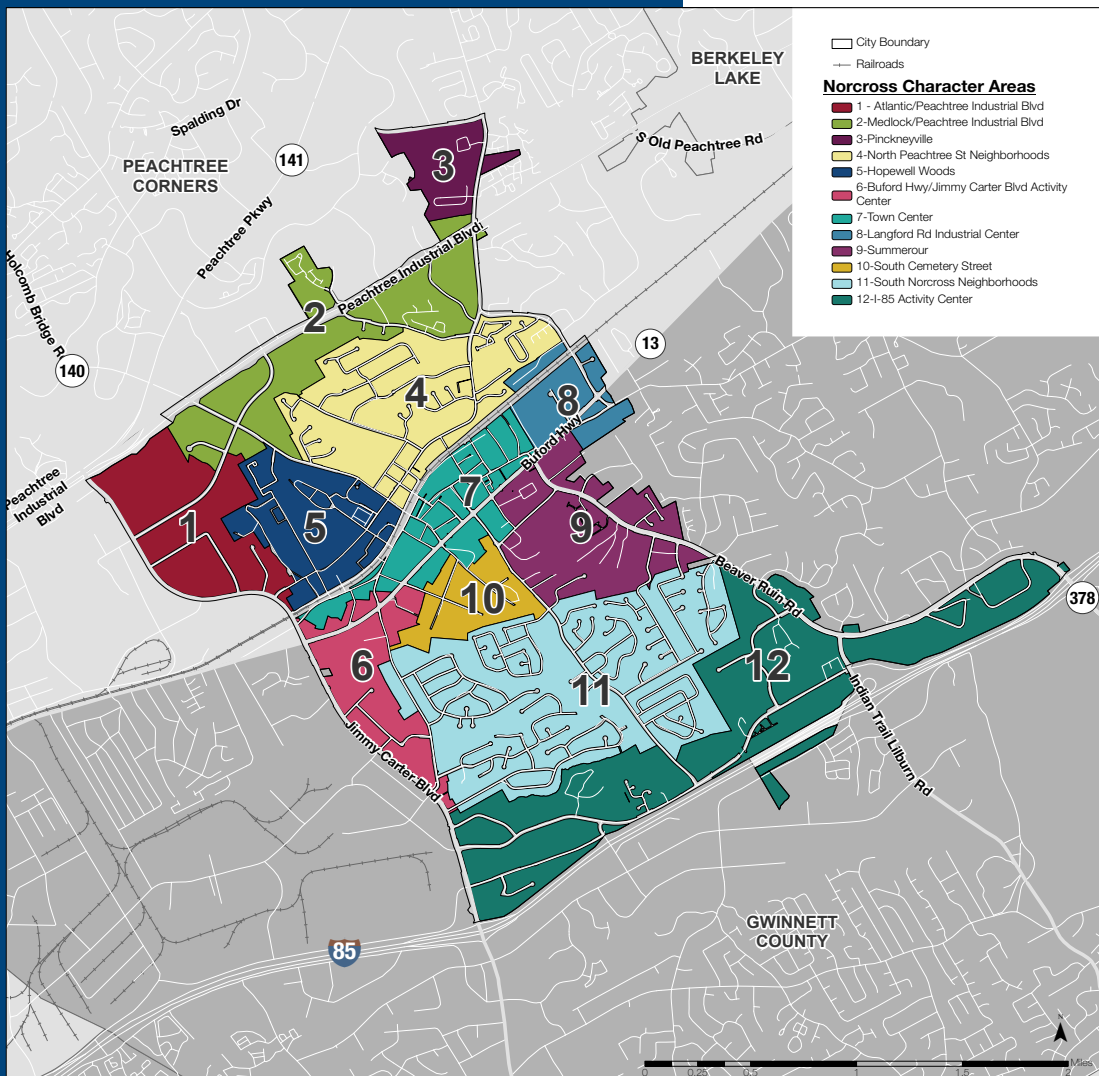 City Boundary
Railroads
Norcross Character Areas
1 - Atlantic/Peachtree Industrial Blvd
2-Medlock/Peachtree Industrial Blvd
3-Pinckneyville
4-North Peachtree St Neighborhoods
5-Hopewell Woods
6-Buford Hwy/Jimmy Carter Blvd Activity
Center
7-Town Center
8-Langford Rd Industrial Center
9-Summerour
10-South Cemetery Street
11-South Norcross Neighborhoods
12-I-85 Activity Center
BERKELEY
LAKE
Spalding Dr
S Old Peachtree Rd
PEACHTREE
CORNERS
141
3
Peachtree Pkwy
Peachtree Industrial Blvd
Holcomb Bridge R
2
13
140
4
8
Buford Hwy
Peachtree
Industrial
Blvd
7
1
5
9
Beaver Ruin Rd
10
378
6
11
12
Indian Trail Lilburn Rd
Jimmy Carter Blvd
GWINNETT
COUNTY
85
N
0 0.25 0.5 1 1.5 2
Miles